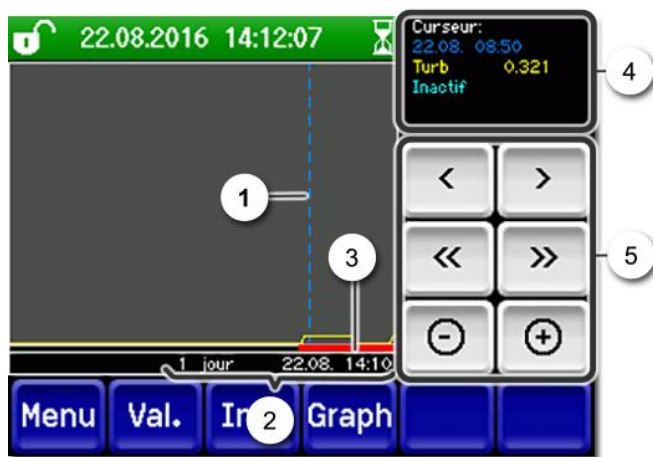 22.08.2016 14:12:07
Curseur:
22.08. 08:50
Turb 0.321
Inactif
4
1
3
< >
<< >>
- +
5
1 jour 22.08. 14:10
Menu Val. Graph
2